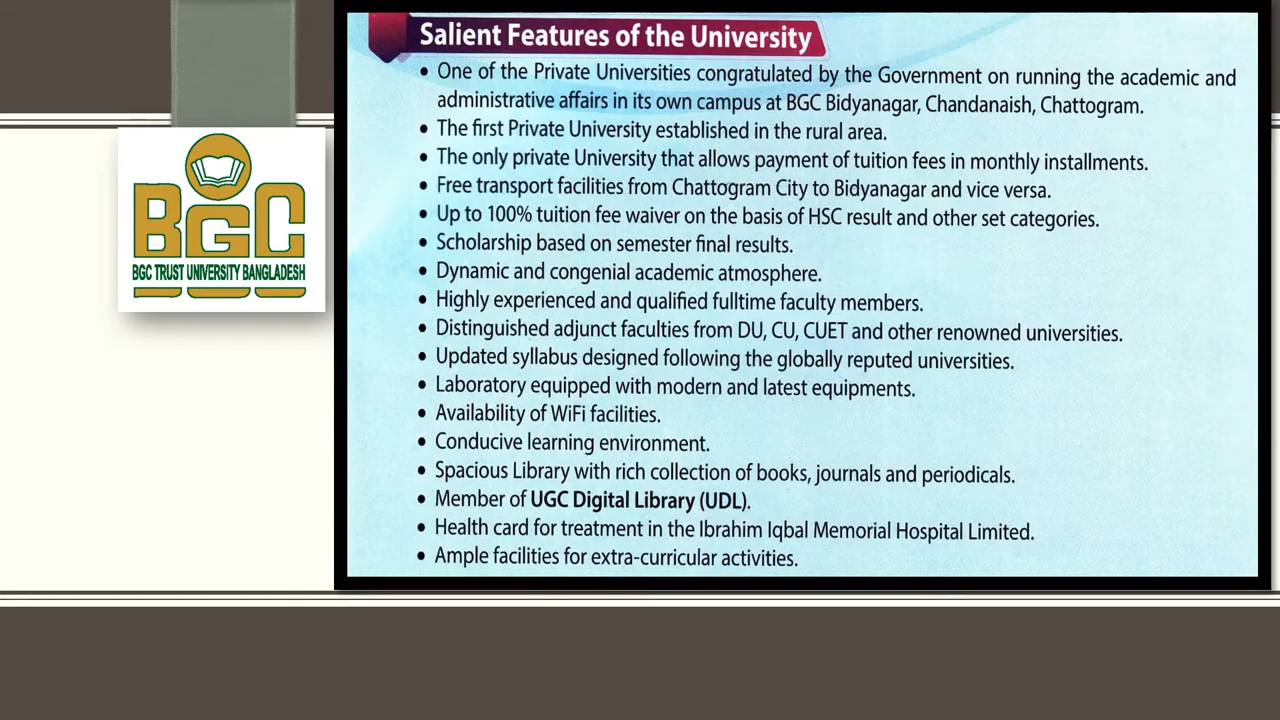 Salient Features of the University
• One of the Private Universities congratulated by the Government on running the academic and
administrative affairs in its own campus at BGC Bidyanagar, Chandanaish, Chattogram.
• The first Private University established in the rural area.
• The only private University that allows payment of tuition fees in monthly installments.
• Free transport facilities from Chattogram City to Bidyanagar and vice versa.
• Up to 100% tuition fee waiver on the basis of HSC result and other set categories.
• Scholarship based on semester final results.
• Dynamic and congenial academic atmosphere.
• Highly experienced and qualified fulltime faculty members.
• Distinguished adjunct faculties from DU, CU, CUET and other renowned universities.
• Updated syllabus designed following the globally reputed universities.
• Laboratory equipped with modern and latest equipments.
• Availability of WiFi facilities.
• Conducive learning environment.
• Spacious Library with rich collection of books, journals and periodicals.
• Member of UGC Digital Library (UDL).
• Health card for treatment in the Ibrahim Iqbal Memorial Hospital Limited.
• Ample facilities for extra-curricular activities.
BGC
BGC TRUST UNIVERSITY BANGLADESH